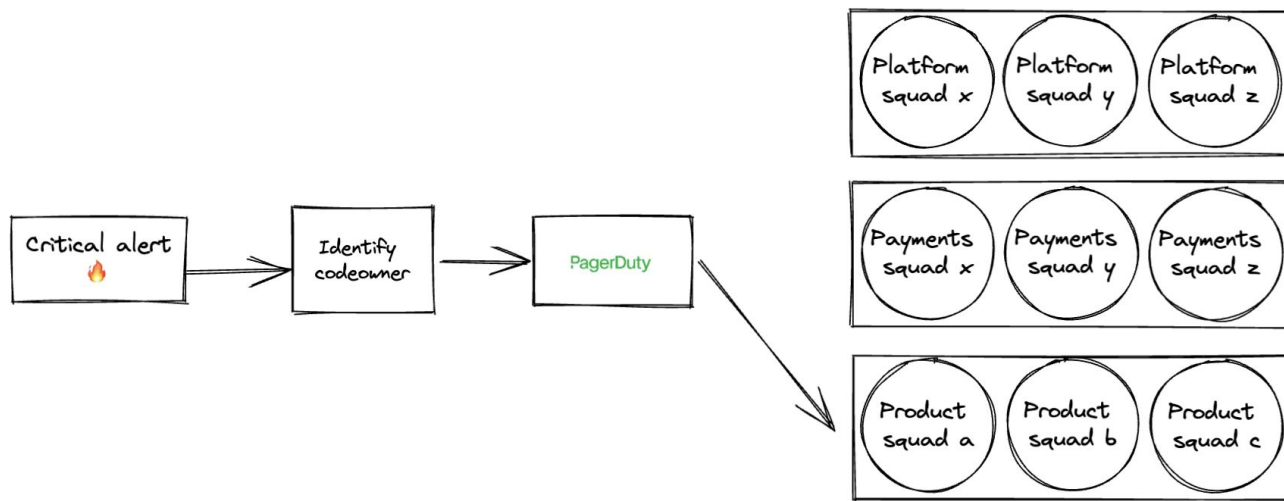 Critical alert
🔥
Identify
codeowner
PagerDuty
Platform
squad x
Platform
squad y
Platform
squad z
Payments
squad x
Payments
squad y
Payments
squad z
Product
squad a
Product
squad b
Product
squad c